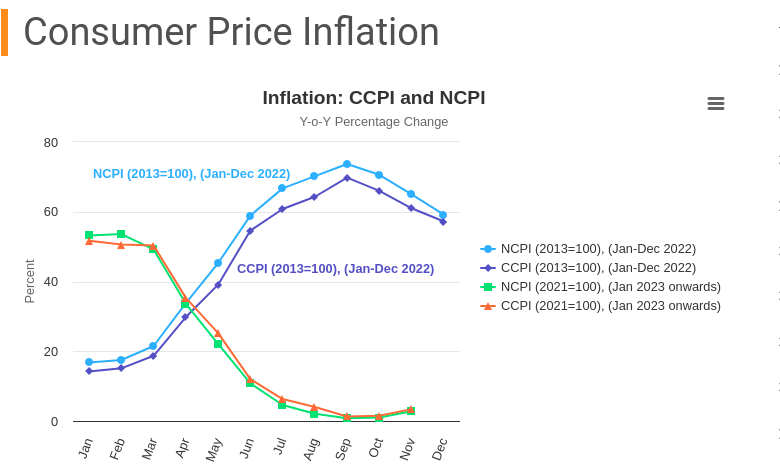 Consumer Price Inflation
Inflation: CCPI and NCPI
Y-o-Y Percentage Change
80
60
40
20
0
Percent
NCPI (2013=100), (Jan-Dec 2022)
CCPI (2013=100), (Jan-Dec 2022)
Jan
Feb
Mar
Apr
May
Jun
Jul
Aug
Sep
Oct
Nov
Dec
NCPI (2013=100), (Jan-Dec 2022)
CCPI (2013=100), (Jan-Dec 2022)
NCPI (2021=100), (Jan 2023 onwards)
CCPI (2021=100), (Jan 2023 onwards)